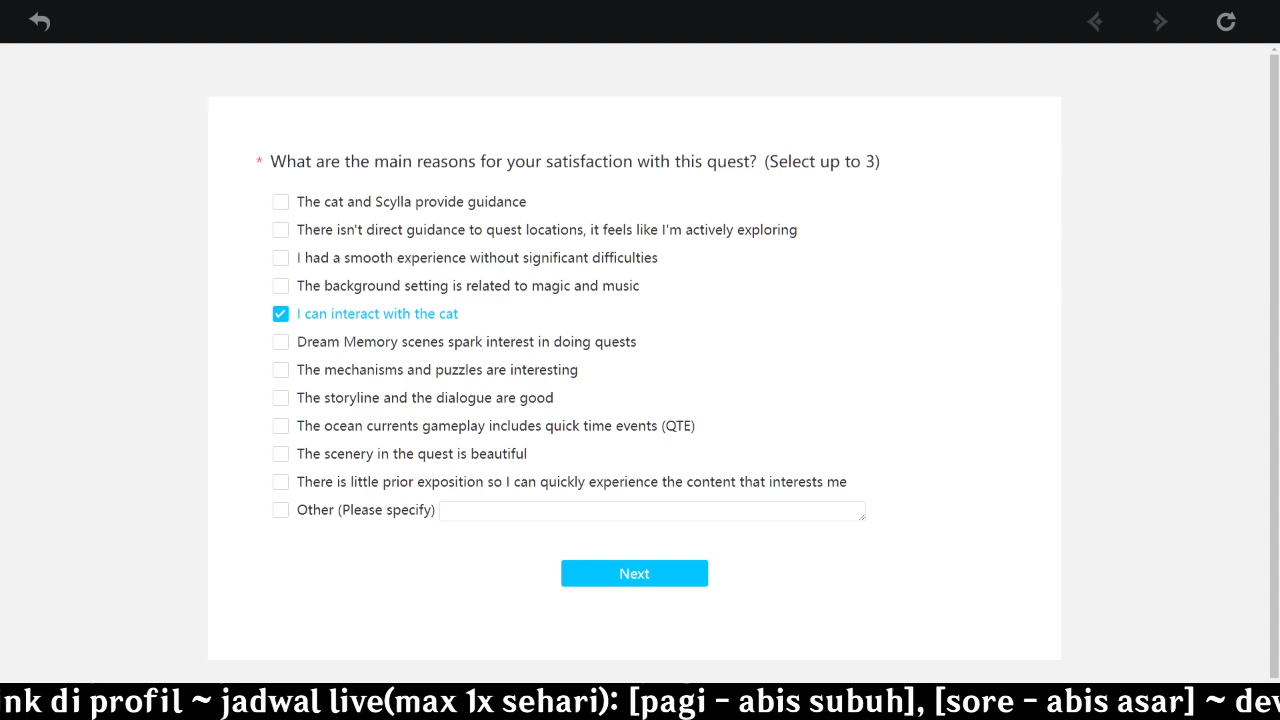 * What are the main reasons for your satisfaction with this quest? (Select up to 3)
The cat and Scylla provide guidance
There isn't direct guidance to quest locations, it feels like I'm actively exploring
I had a smooth experience without significant difficulties
The background setting is related to magic and music
I can interact with the cat
Dream Memory scenes spark interest in doing quests
The mechanisms and puzzles are interesting
The storyline and the dialogue are good
The ocean currents gameplay includes quick time events (QTE)
The scenery in the quest is beautiful
There is little prior exposition so I can quickly experience the content that interests me
Other (Please specify)
Next
ink di profil ~ jadwal live(max 1x sehari): [pagi - abis subuh], [sore - abis asar] ~ dev